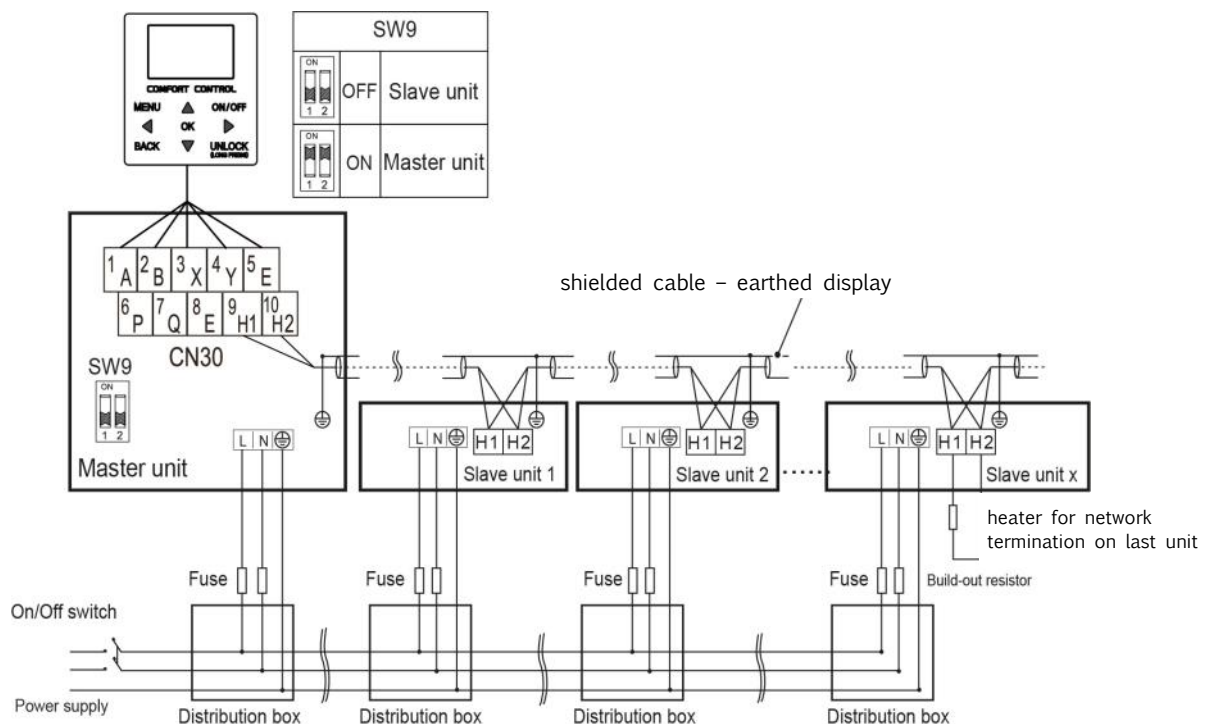 COMFORT CONTROL
MENU ON/OFF
OK
BACK UNLOCK
(LONG PRESS)
SW9
ON
1 2
OFF
Slave unit
ON
1 2
ON
Master unit
1 A 2 B 3 X 4 Y 5 E
6 P 7 Q 8 E 9 H1 10 H2
CN30
SW9
ON
1 2
L N
Master unit
shielded cable – earthed display
L N
H1 H2
Slave unit 1
L N
H1 H2
Slave unit 2
L N
H1 H2
Slave unit x
heater for network
termination on last unit
Build-out resistor
Fuse
Fuse
Fuse
Fuse
On/Off switch
Power supply
Distribution box
Distribution box
Distribution box
Distribution box